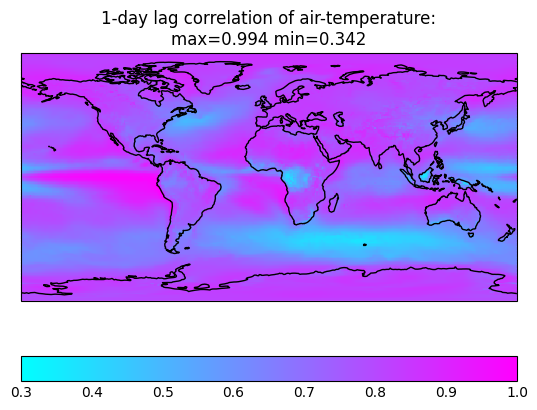 1-day lag correlation of air-temperature:
max=0.994 min=0.342
0.3 0.4 0.5 0.6 0.7 0.8 0.9 1.0